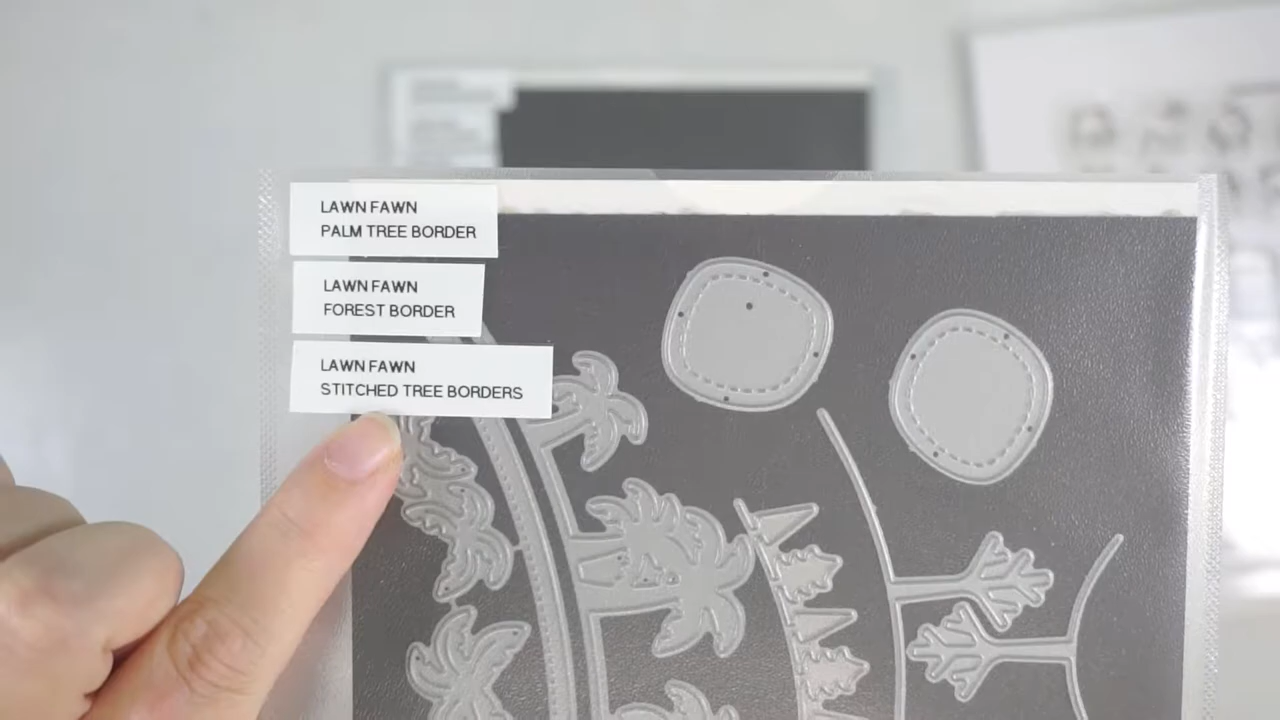 LAWN FAWN
PALM TREE BORDER
LAWN FAWN
FOREST BORDER
LAWN FAWN
STITCHED TREE BORDERS